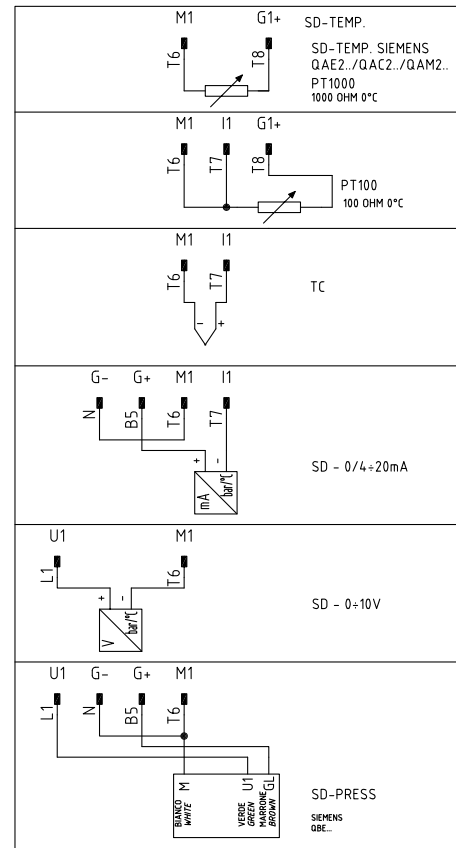 M1 G1+ SD-TEMP.
T6 T8
SD-TEMP. SIEMENS
QAE2../QAC2../QAM2..
PT1000
1000 OHM 0°C
M1 I1 G1+
T6 T7 T8
PT100
100 OHM 0°C
M1 I1
T6 T7
TC
- +
G- G+ M1 I1
N B5 T6 T7
+ -
mA bar/°C
SD - 0/4÷20mA
U1 M1
L1 T6
+ -
V bar/°C
SD - 0÷10V
U1 G- G+ M1
L1 N B5 T6
M U1 GL
BIANCO VERDE MARRONE
WHITE GREEN BROWN
SD-PRESS
SIEMENS
QBE...